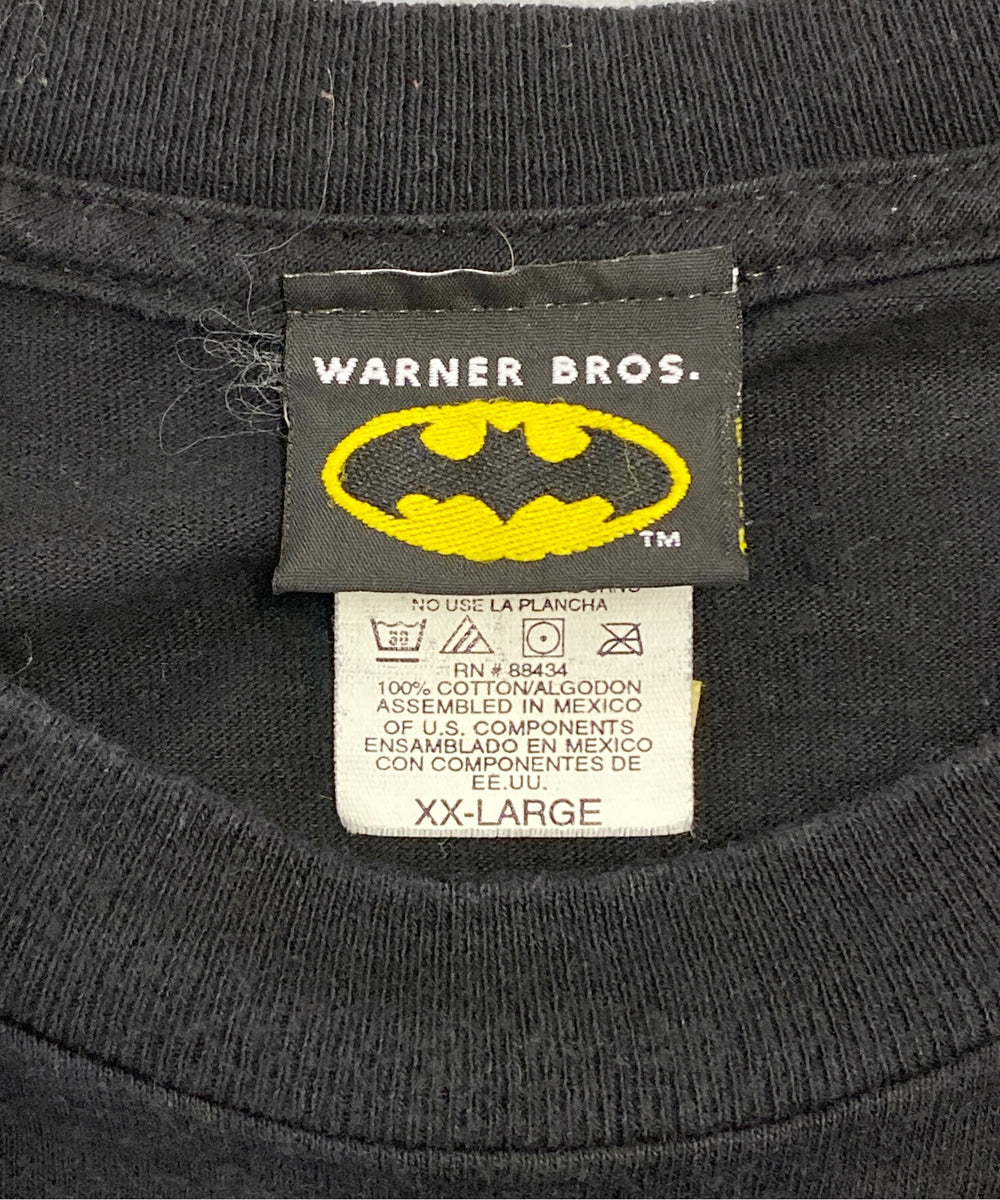 WARNER BROS.
TM
NO USE LA PLANCHA
30
RN # 88434
100% COTTON/ALGODON
ASSEMBLED IN MEXICO
OF U.S. COMPONENTS
ENSAMBLADO EN MEXICO
CON COMPONENTES DE
EE.UU.
XX-LARGE